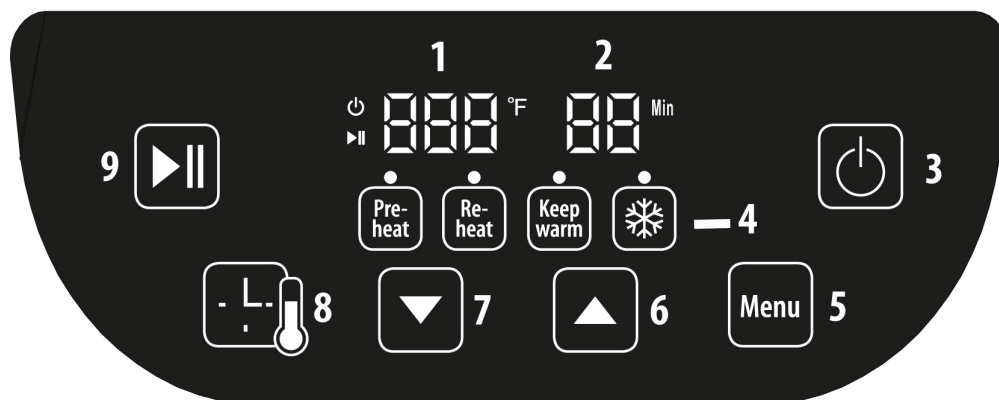 1 2
888 °F 88 Min
9 3
Pre-
heat
Re-
heat
Keep
warm
4
8 7 6 Menu 5